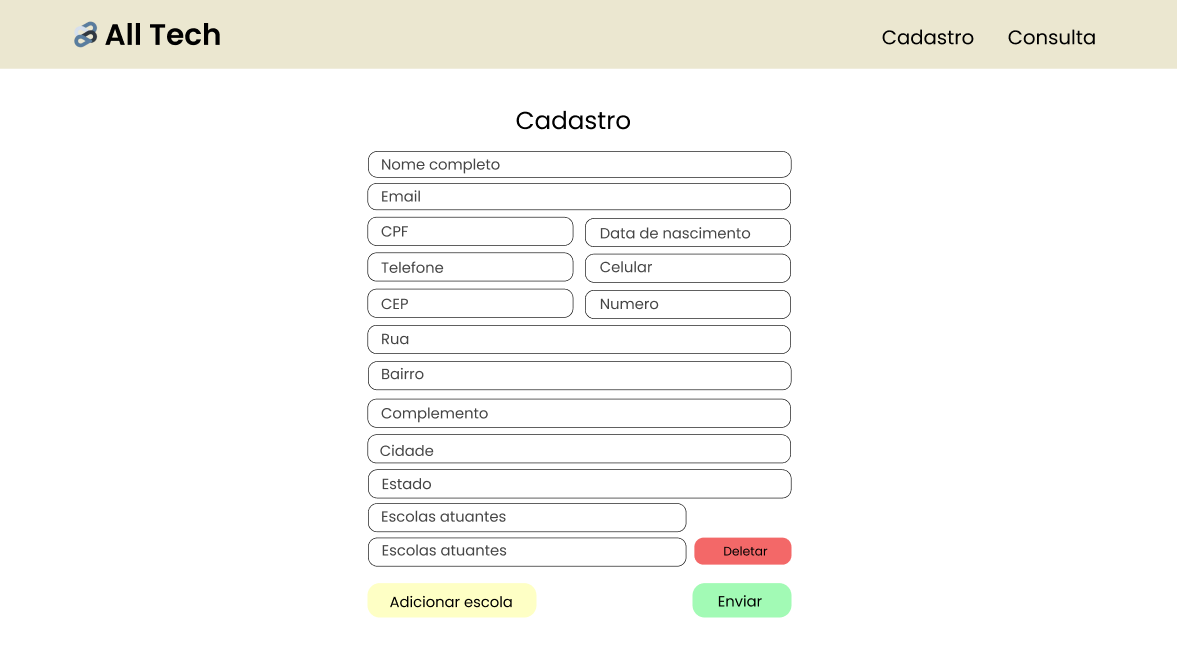 All Tech
Cadastro Consulta
Cadastro
Nome completo
Email
CPF Data de nascimento
Telefone Celular
CEP Numero
Rua
Bairro
Complemento
Cidade
Estado
Escolas atuantes
Escolas atuantes Deletar
Adicionar escola Enviar